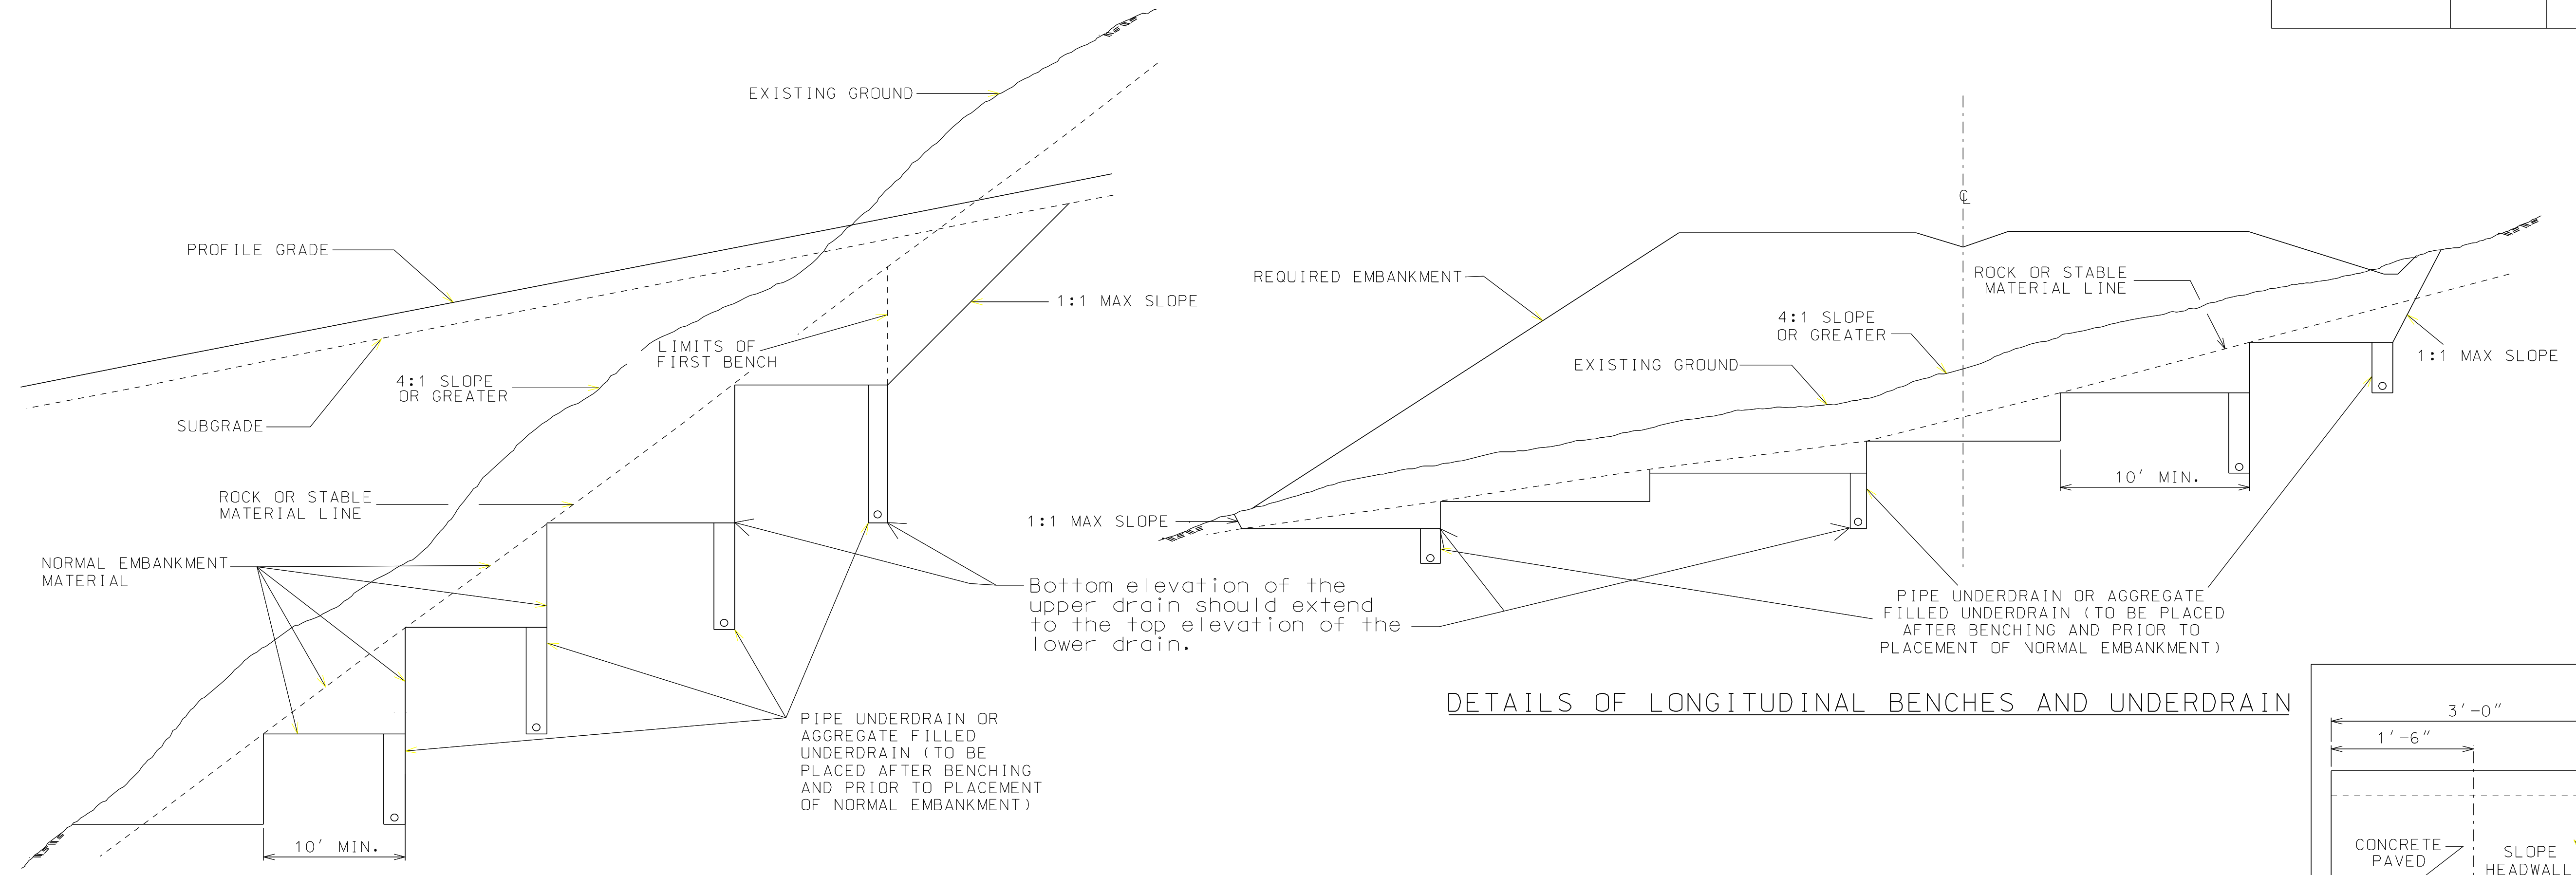 EXISTING GROUND
PROFILE GRADE
SUBGRADE
4:1 SLOPE
OR GREATER
LIMITS OF
FIRST BENCH
1:1 MAX SLOPE
ROCK OR STABLE
MATERIAL LINE
NORMAL EMBANKMENT
MATERIAL
10' MIN.
PIPE UNDERDRAIN OR
AGGREGATE FILLED
UNDERDRAIN (TO BE
PLACED AFTER BENCHING
AND PRIOR TO PLACEMENT
OF NORMAL EMBANKMENT)
Bottom elevation of the
upper drain should extend
to the top elevation of the
lower drain.
℄
REQUIRED EMBANKMENT
ROCK OR STABLE
MATERIAL LINE
4:1 SLOPE
OR GREATER
EXISTING GROUND
1:1 MAX SLOPE
1:1 MAX SLOPE
10' MIN.
PIPE UNDERDRAIN OR AGGREGATE
FILLED UNDERDRAIN (TO BE PLACED
AFTER BENCHING AND PRIOR TO
PLACEMENT OF NORMAL EMBANKMENT)
DETAILS OF LONGITUDINAL BENCHES AND UNDERDRAIN
3'-0"
1'-6"
CONCRETE
PAVED
SLOPE
HEADWALL